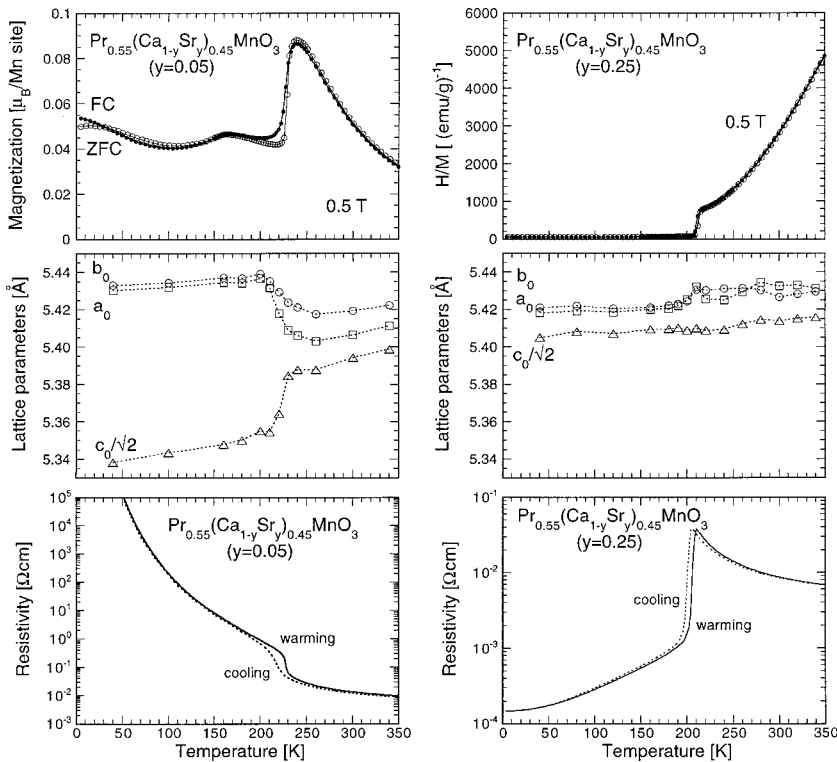 Magnetization [μB/Mn site]
0.1
0.08
0.06
0.04
0.02
0
Pr0.55(Ca1-ySry)0.45MnO3
(y=0.05)
FC
ZFC
0.5 T
H/M [ (emu/g)-1]
6000
5000
4000
3000
2000
1000
0
Pr0.55(Ca1-ySry)0.45MnO3
(y=0.25)
0.5 T
Lattice parameters [Å]
5.44
5.42
5.40
5.38
5.36
5.34
b0
a0
c0/√2
Lattice parameters [Å]
5.44
5.42
5.40
5.38
5.36
5.34
b0
a0
c0/√2
Resistivity [Ωcm]
10^5
10^4
10^3
10^2
10^1
10^0
10^-1
10^-2
10^-3
Pr0.55(Ca1-ySry)0.45MnO3
(y=0.05)
warming
cooling
0 50 100 150 200 250 300 350
Temperature [K]
Resistivity [Ωcm]
10^-1
10^-2
10^-3
10^-4
Pr0.55(Ca1-ySry)0.45MnO3
(y=0.25)
cooling
warming
0 50 100 150 200 250 300 350
Temperature [K]